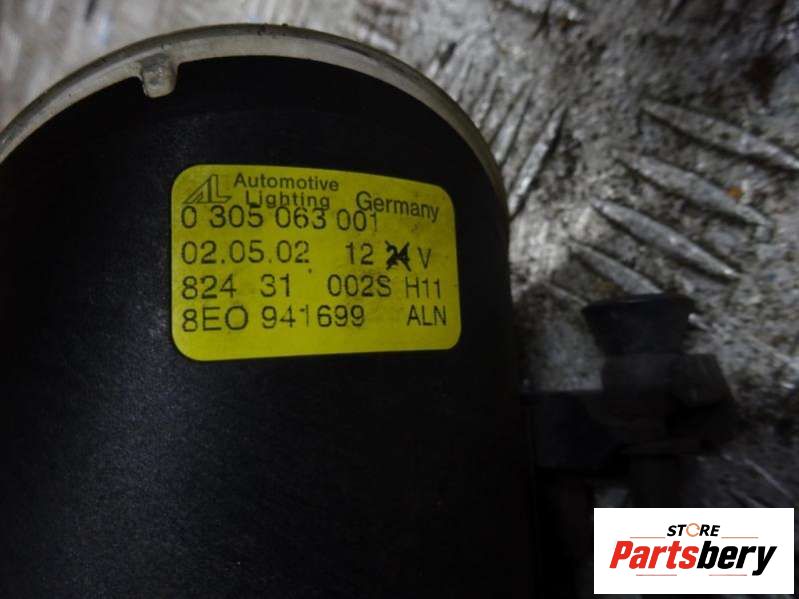 AL Automotive
Lighting Germany
0 305 063 001
02.05.02 12 24 V
824 31 002S H11
8E0 941699 ALN
STORE
Partsbery